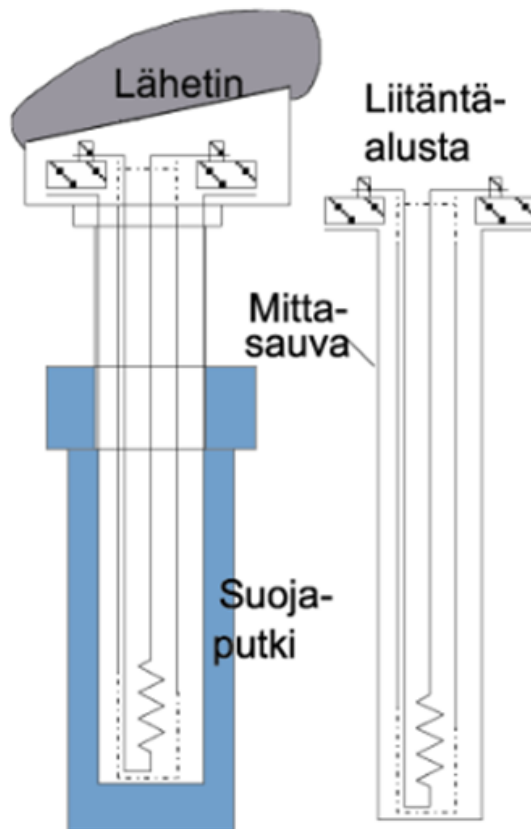 Lähetin
Liitäntä-
alusta
Mitta-
sauva
Suoja-
putki